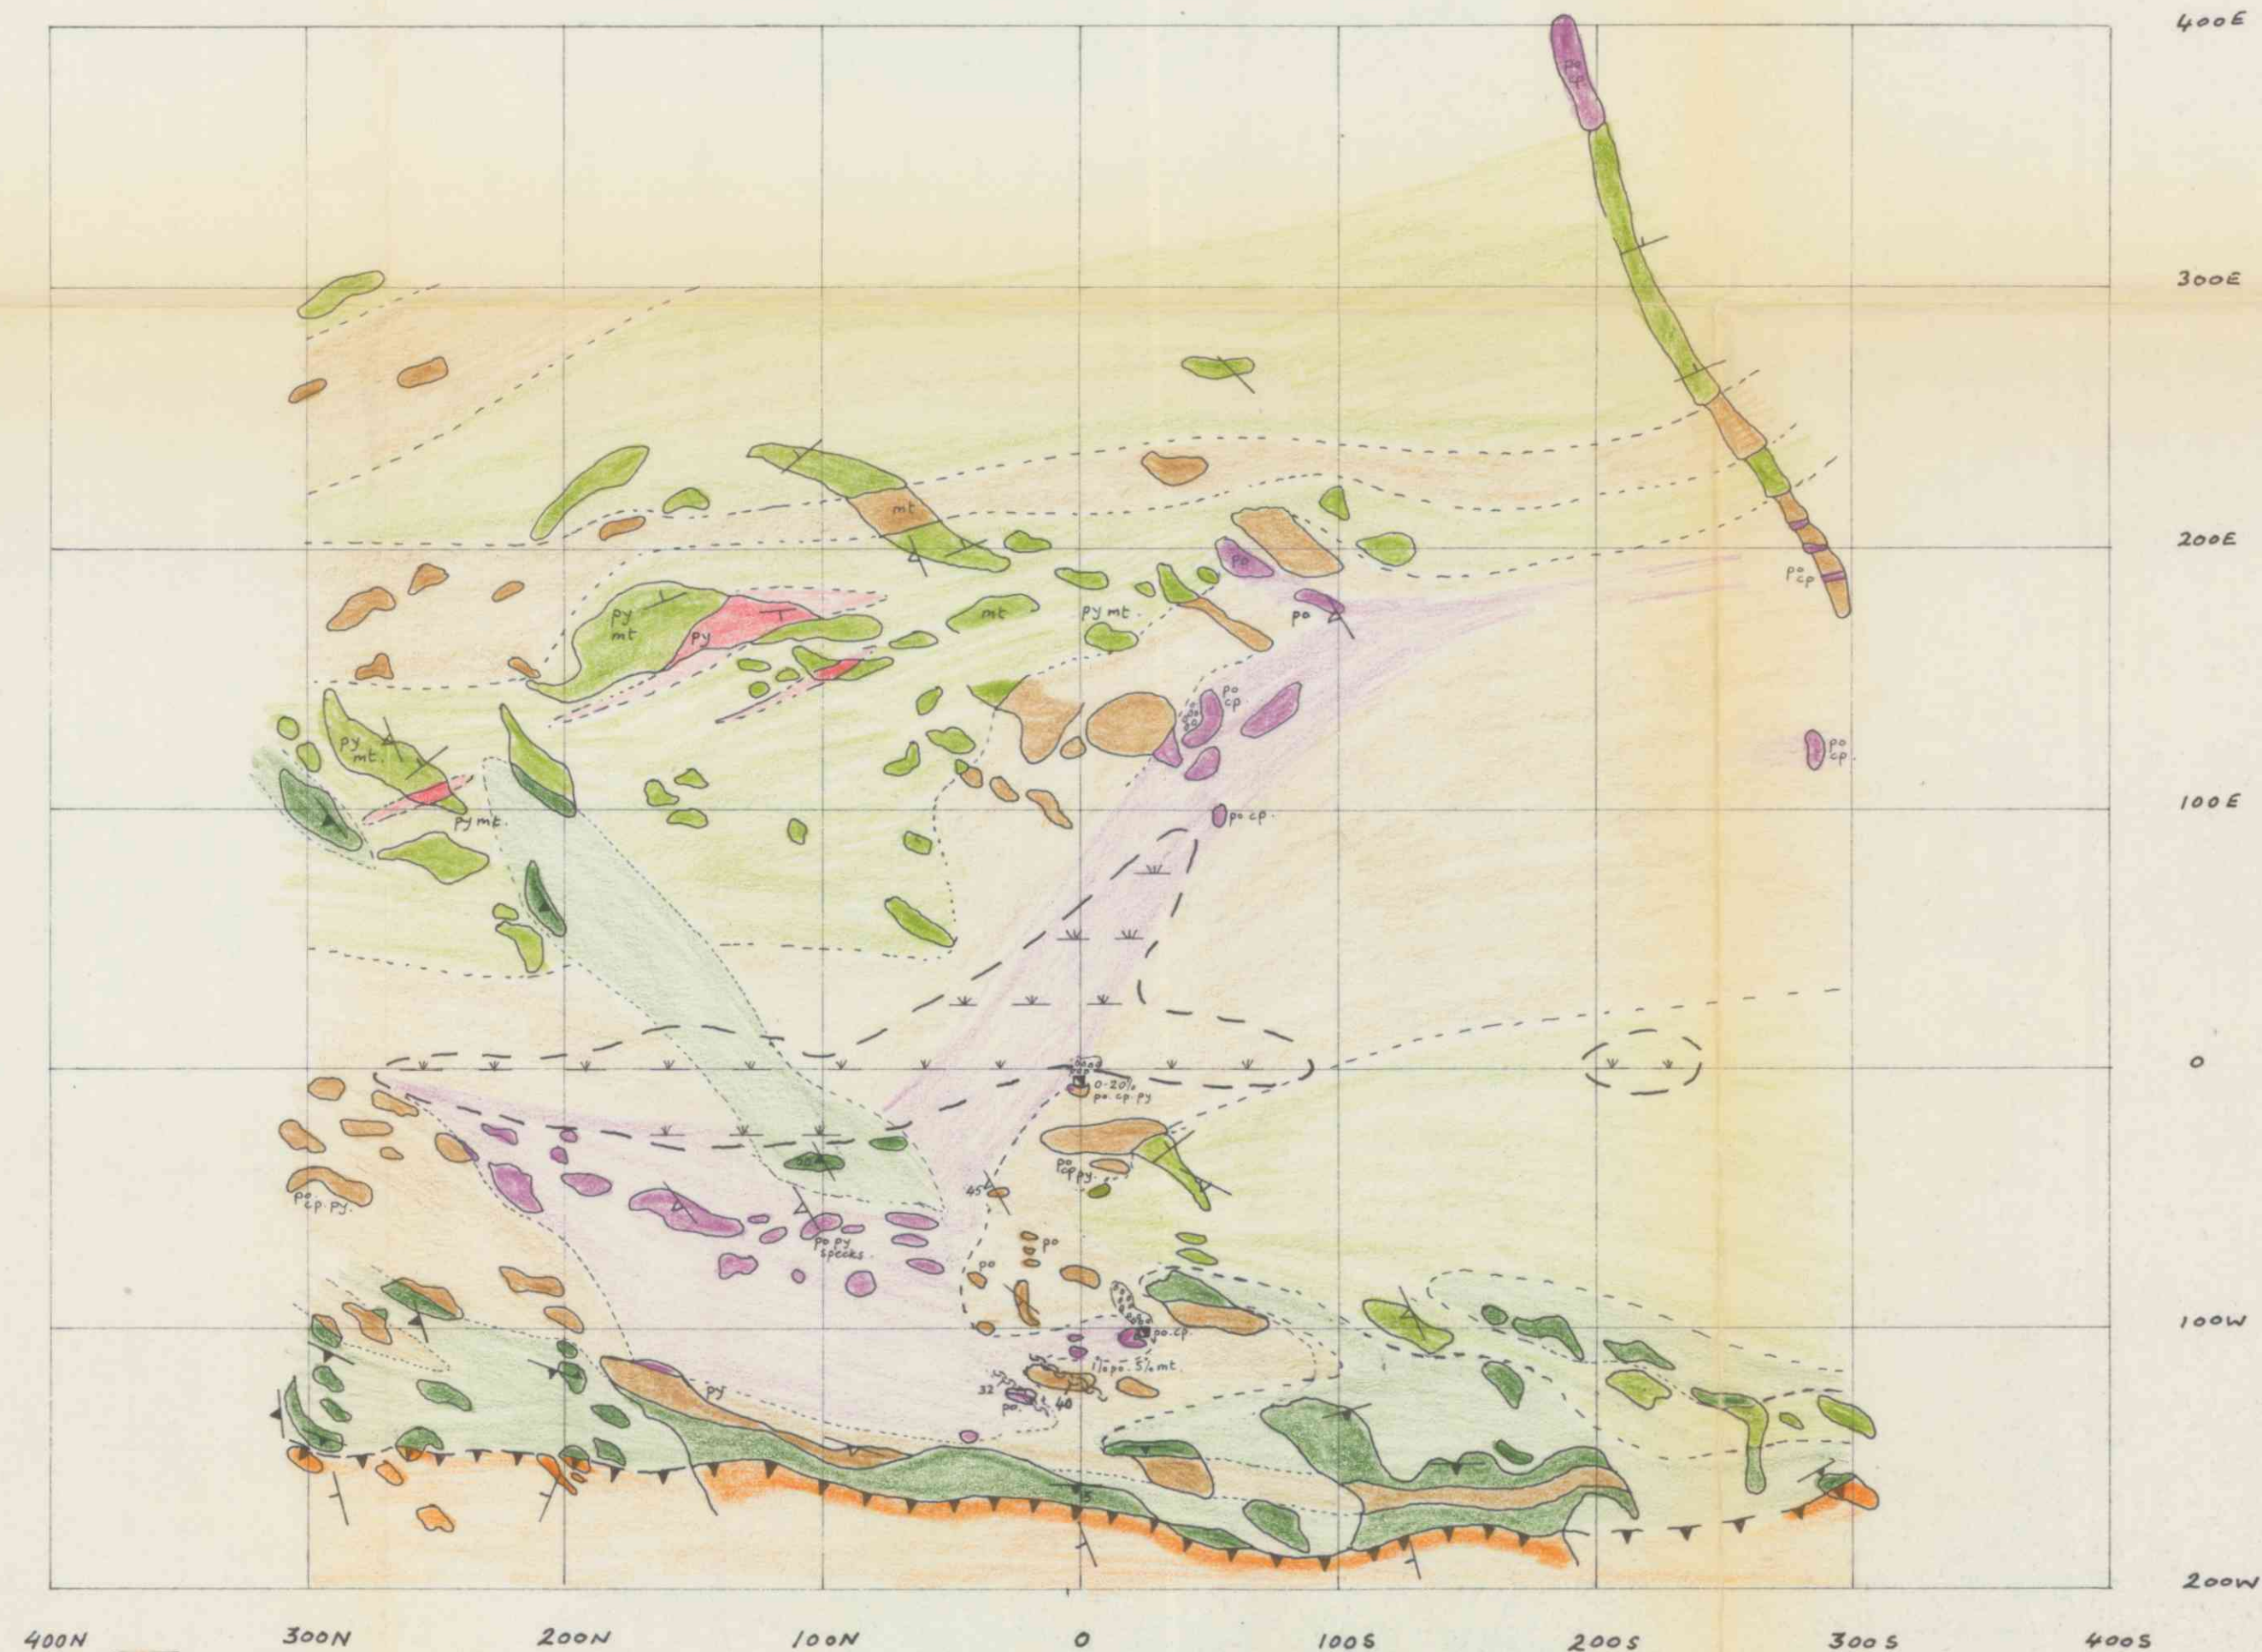 400E
po
cp
300E
mt
200E
po
po
cp
py
mt
py
mt
py mt
po
po
cp
py
mt.
po
cp.
100E
py mt.
po cp.
0
0-20%
po. cp. py
po
cp py.
45
po
cp. py.
po py
specks.
po
po
100W
po. cp.
1% po. 5% mt.
py
32
40
po.
5
200W
400N
300N
200N
100N
0
100S
200S
300S
400S